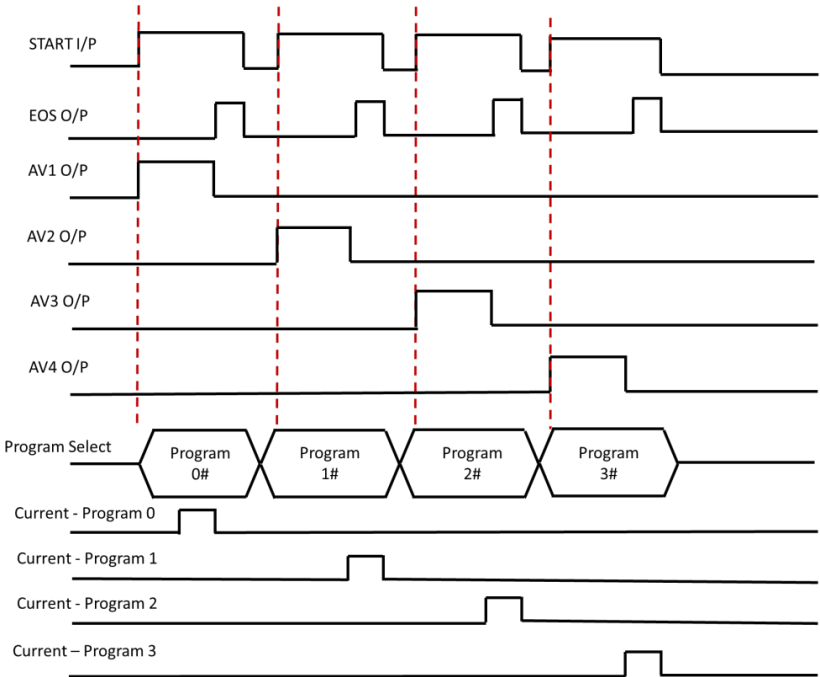 START I/P
EOS O/P
AV1 O/P
AV2 O/P
AV3 O/P
AV4 O/P
Program Select
Program
0#
Program
1#
Program
2#
Program
3#
Current - Program 0
Current - Program 1
Current - Program 2
Current – Program 3